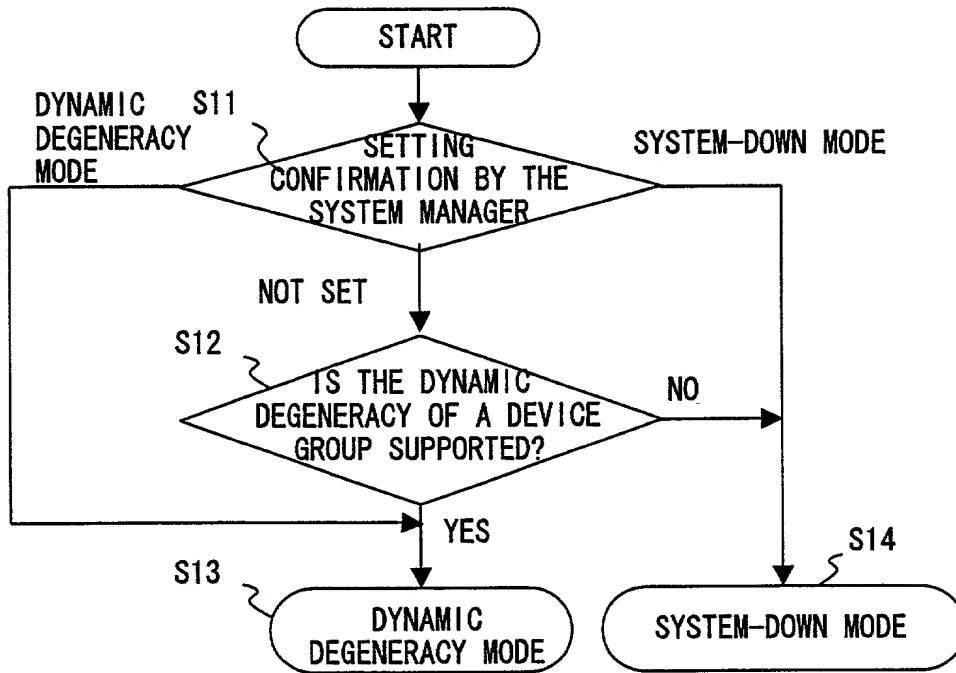 START
DYNAMIC
DEGENERACY
MODE
S11
SETTING
CONFIRMATION BY THE
SYSTEM MANAGER
SYSTEM-DOWN MODE
NOT SET
S12
IS THE DYNAMIC
DEGENERACY OF A DEVICE
GROUP SUPPORTED?
NO
YES
S13
DYNAMIC
DEGENERACY MODE
S14
SYSTEM-DOWN MODE